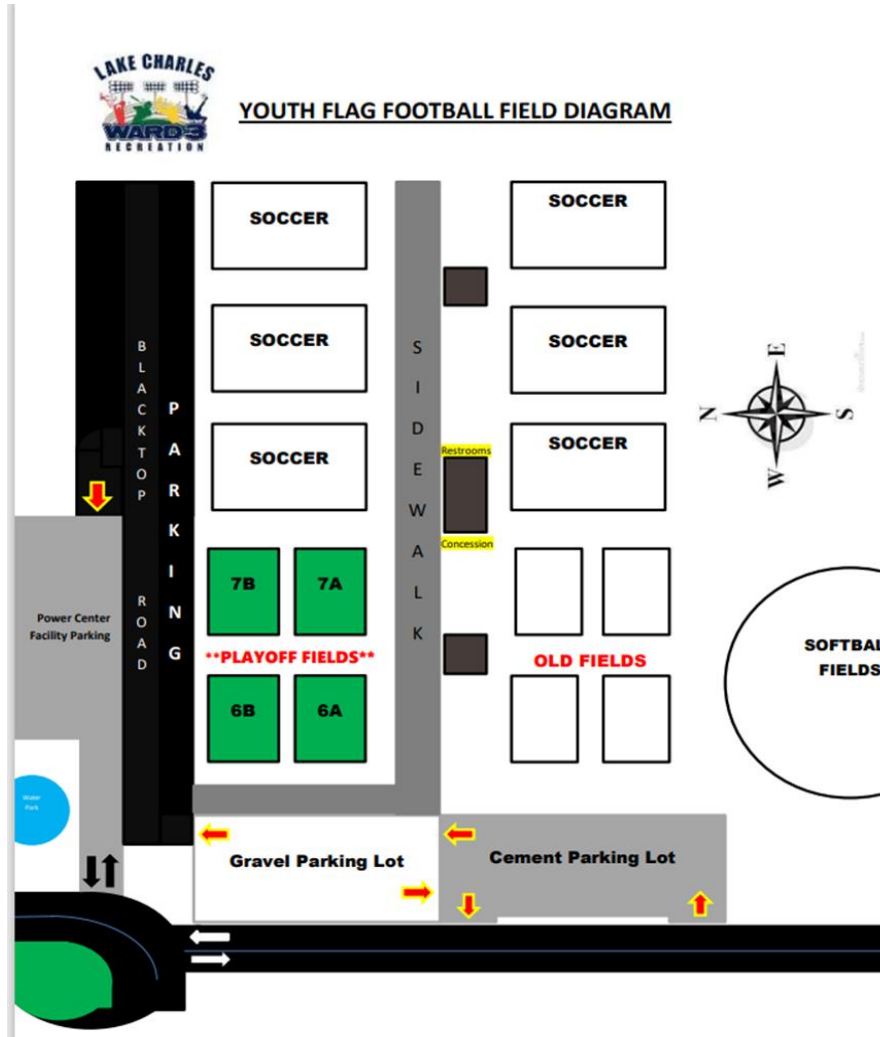 LAKE CHARLES
WARD 3
RECREATION
YOUTH FLAG FOOTBALL FIELD DIAGRAM
SOCCER
SOCCER
SOCCER
SOCCER
SOCCER
SOCCER
BLACKTOP ROAD
PARKING
SIDEWALK
Restrooms
Concession
N
E
S
W
7B
7A
**PLAYOFF FIELDS**
6B
6A
OLD FIELDS
Power Center
Facility Parking
SOFTBAL
FIELDS
Water
Park
Gravel Parking Lot
Cement Parking Lot